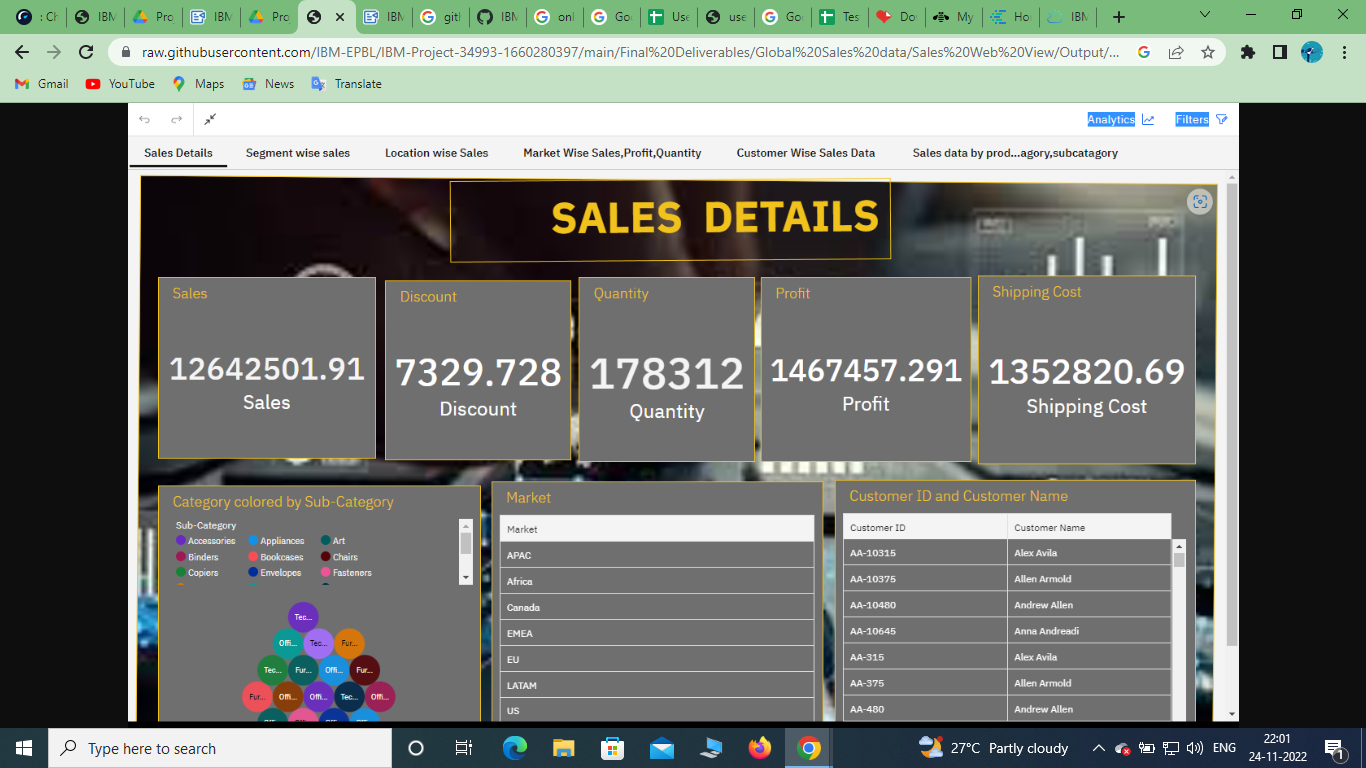 : Ch
IBM
Pro
IBM
Pro
IBM
gitl
IBM
onl
Goo
Use
use
Goo
Tes
Do
My
Ho
IBM
raw.githubusercontent.com/IBM-EPBL/IBM-Project-34993-1660280397/main/Final%20Deliverables/Global%20Sales%20data/Sales%20Web%20View/Output/...
Gmail YouTube Maps News Translate
Analytics Filters
Sales Details Segment wise sales Location wise Sales Market Wise Sales,Profit,Quantity Customer Wise Sales Data Sales data by prod...agory,subcatagory
SALES DETAILS
Sales
12642501.91
Sales
Discount
7329.728
Discount
Quantity
178312
Quantity
Profit
1467457.291
Profit
Shipping Cost
1352820.69
Shipping Cost
Category colored by Sub-Category
Sub-Category
Accessories Appliances Art
Binders Bookcases Chairs
Copiers Envelopes Fasteners
Tec...
Offi... Tec... Fur...
Tec... Fur... Offi... Fur...
Fur... Offi... Offi... Tec... Offi...
Market
Market
APAC
Africa
Canada
EMEA
EU
LATAM
US
Customer ID and Customer Name
Customer ID Customer Name
AA-10315 Alex Avila
AA-10375 Allen Armold
AA-10480 Andrew Allen
AA-10645 Anna Andreadi
AA-315 Alex Avila
AA-375 Allen Armold
AA-480 Andrew Allen
Type here to search
27°C Partly cloudy
ENG
22:01
24-11-2022
1